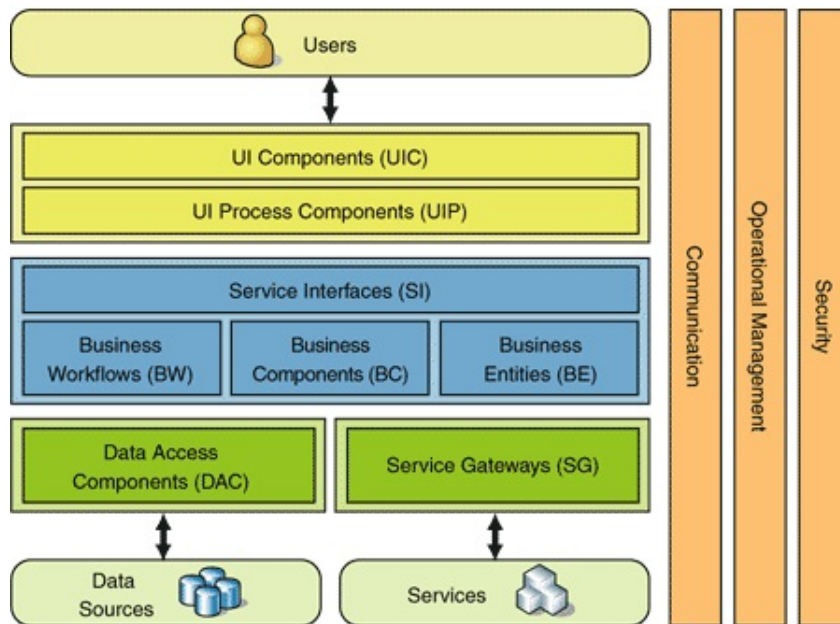 Users
UI Components (UIC)
UI Process Components (UIP)
Service Interfaces (SI)
Business
Workflows (BW)
Business
Components (BC)
Business
Entities (BE)
Data Access
Components (DAC)
Service Gateways (SG)
Data
Sources
Services
Communication
Operational Management
Security